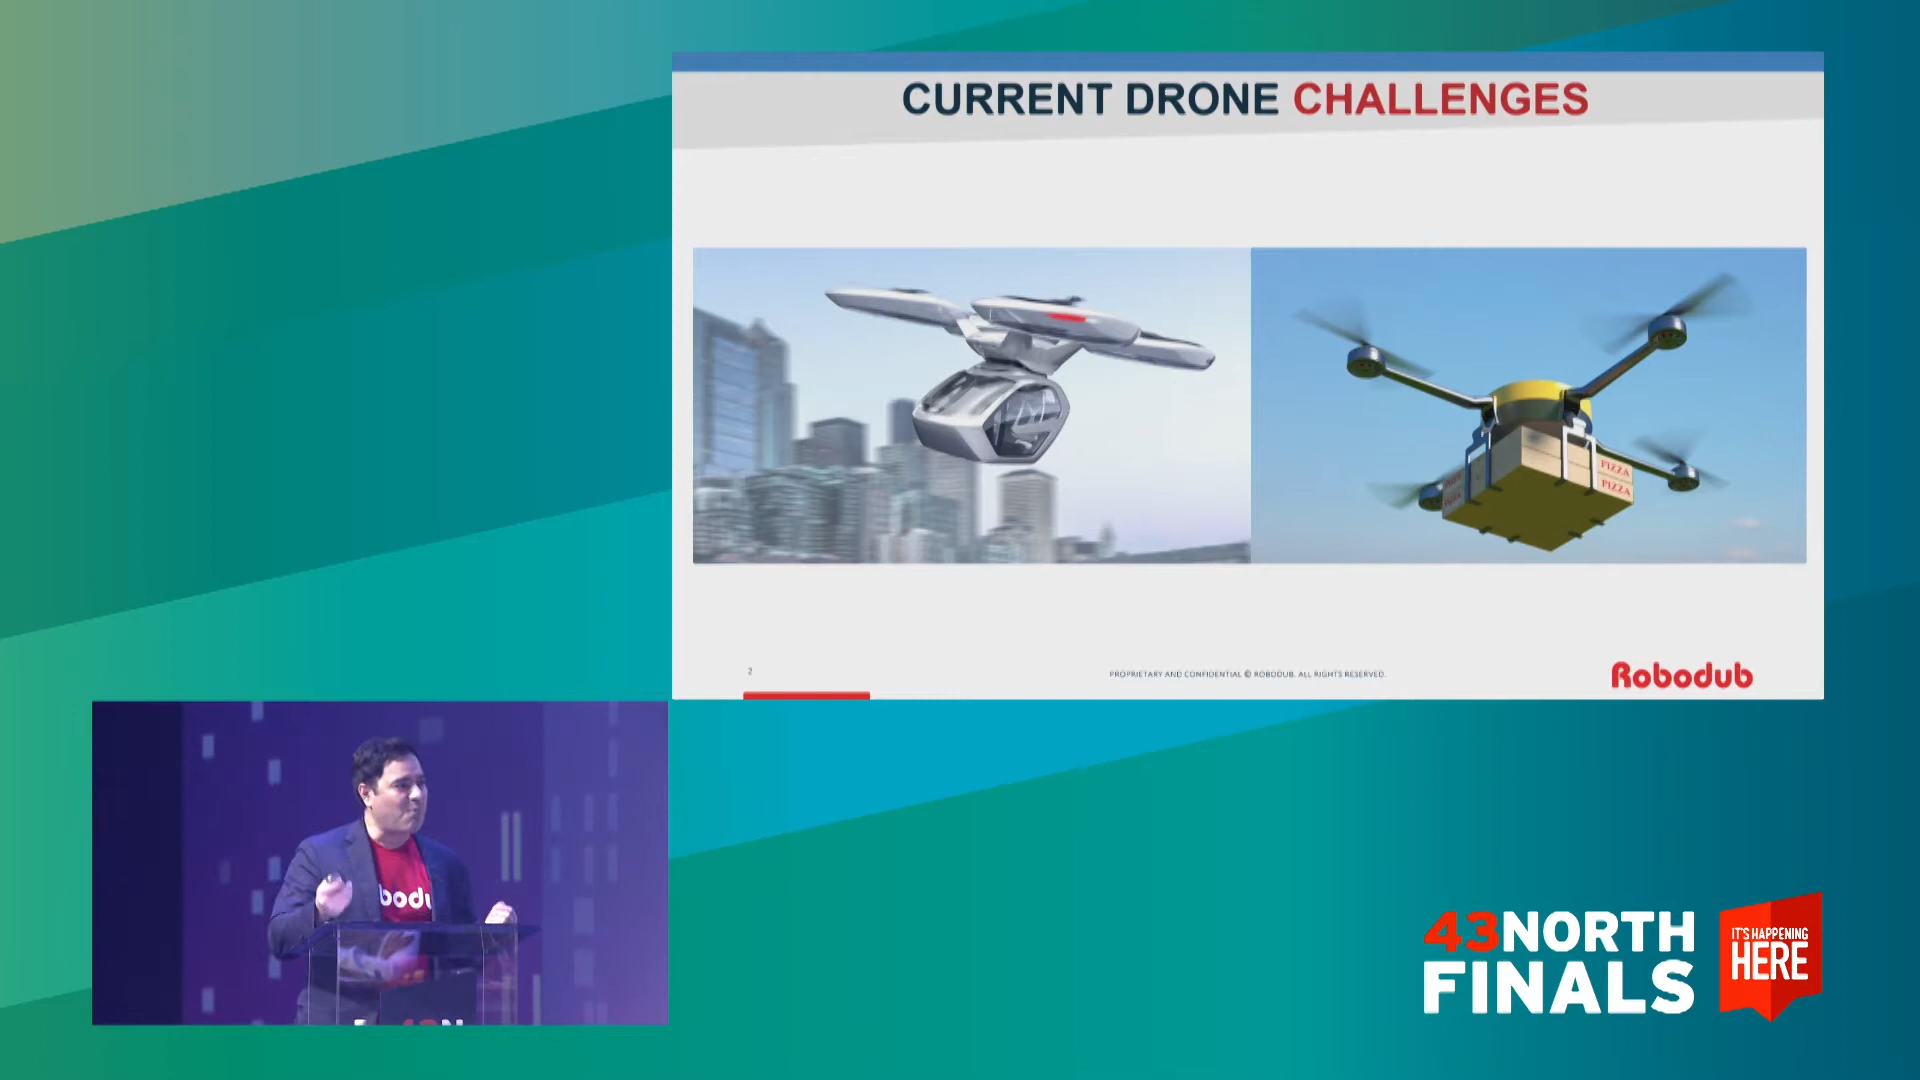 CURRENT DRONE CHALLENGES
PIZZA
PIZZA
2
PROPRIETARY AND CONFIDENTIAL © ROBODUB. ALL RIGHTS RESERVED.
Robodub
bodu
43NORTH
FINALS
IT'S HAPPENING
HERE